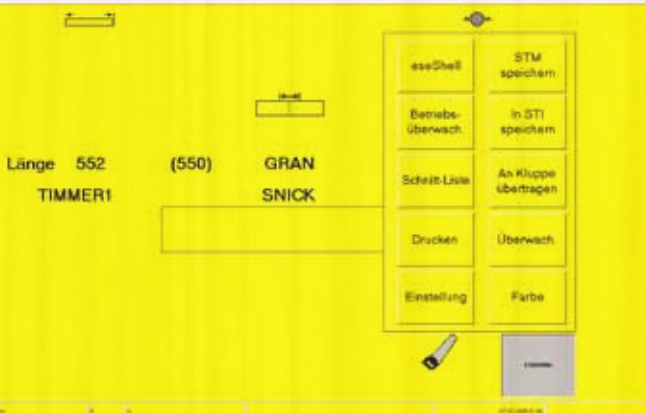 eseShell
STM
speichern
Betriebs-
überwach.
In STI
speichern
Länge 552 (550) GRAN
Schnitt-Liste
An Kluppe
übertragen
TIMMER1 SNICK
Drucken
Überwach.
Einstellung
Farbe